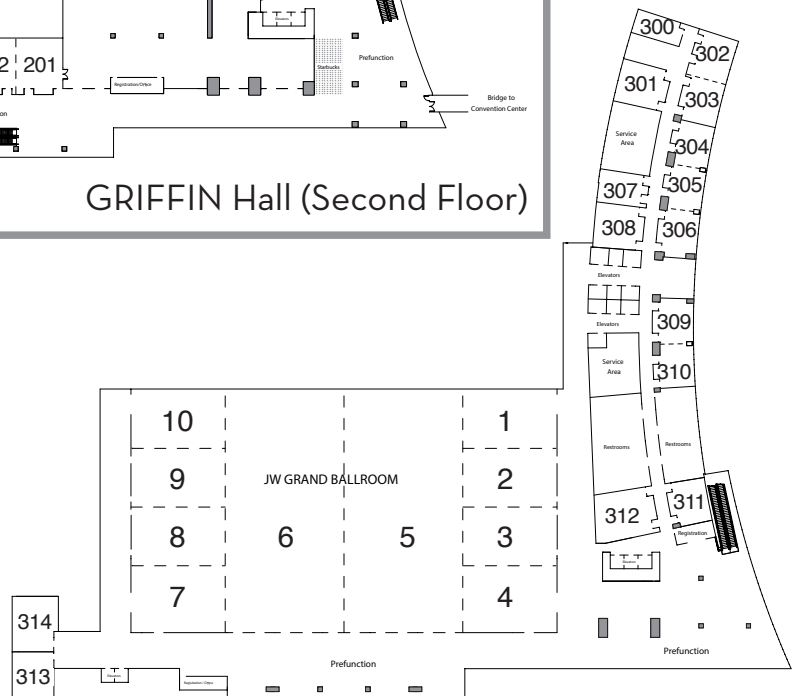 Elevators
2
201
Registration/Office
Starbucks
Prefunction
Bridge to
Convention Center
on
GRIFFIN Hall (Second Floor)
300
302
301
303
Service
Area
304
305
307
306
308
Elevators
Elevators
309
Service
Area
310
Restrooms
Restrooms
311
312
Registration
Elevators
Prefunction
10
1
9
JW GRAND BALLROOM
2
8
6
5
3
7
4
314
313
Elevators
Registration / Office
Prefunction